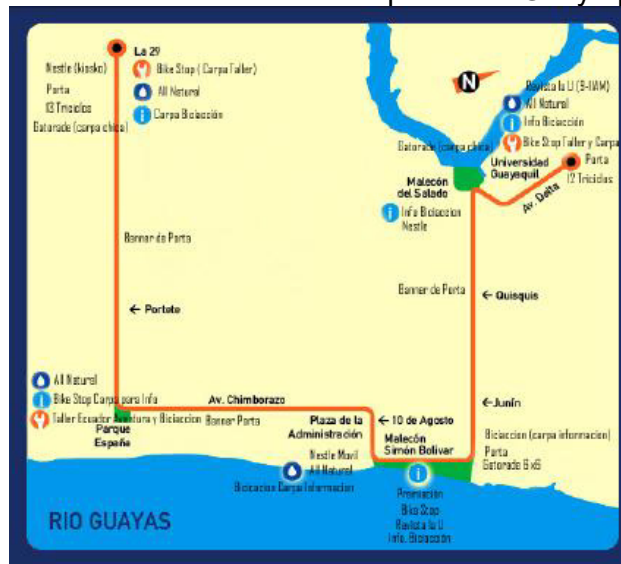 La 29
Nestle (kiosko)
Porta
13 Triciclos
Gatorade (carpa chica)
Bike Stop ( Carpa Taller)
All Natural
Carpa Biciacción
N
Revista la U (9-11AM)
All Natural
Info Biciacción
Bike Stop Taller y Carpa
Gatorade (carpa chica)
Universidad
Guayaquil
Porta
12 Triciclos
Av. Delta
Malecón
del Salado
Info Biciaccion
Nestle
Banner de Porta
Banner de Porta
← Quisquis
← Portete
All Natural
Bike Stop Carpa para Info
Taller Ecuador Aventura y Biciaccion
Parque
España
Av. Chimborazo
Banner Porta
Plaza de la
Administración
← 10 de Agosto
Malecón
Simón Bolivar
←Junín
Biciaccion (carpa informacion)
Porta
Gatorade 6x6
Nestle Movil
All Natural
Biciacion Carpa Informacion
Premiación
Bike Stop
Revista la U
Info. Biciacción
RIO GUAYAS